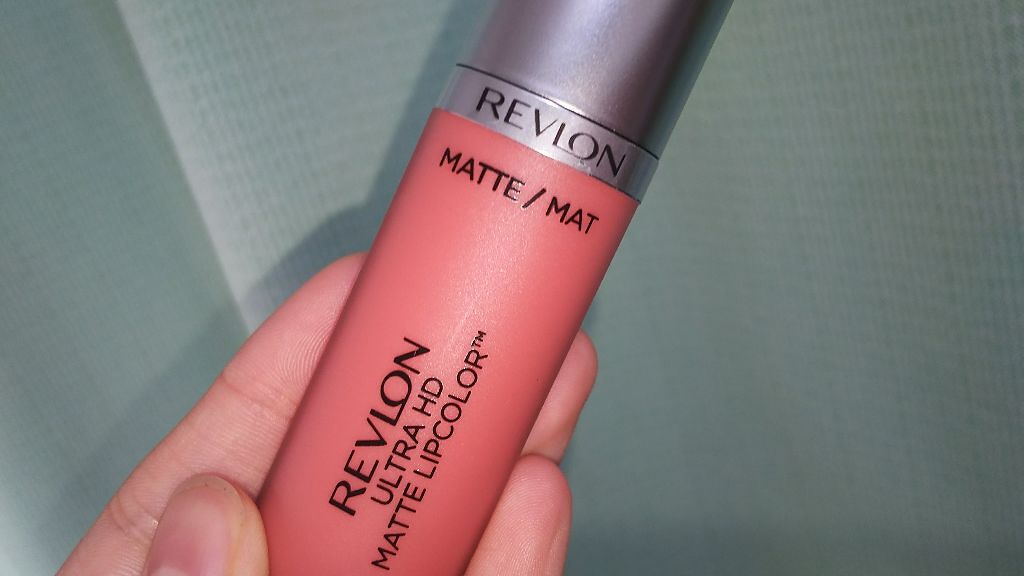 REVLON
MATTE / MAT
REVLON
ULTRA HD
MATTE LIPCOLOR™